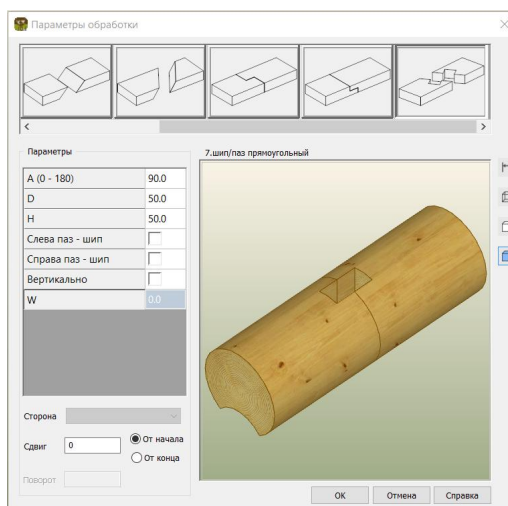 Параметры обработки
Параметры
7.шип/паз прямоугольный
A (0 - 180) 90.0
D 50.0
H 50.0
Слева паз - шип
Справа паз - шип
Вертикально
W 0.0
Сторона
Сдвиг 0 От начала
От конца
Поворот
ОК Отмена Справка